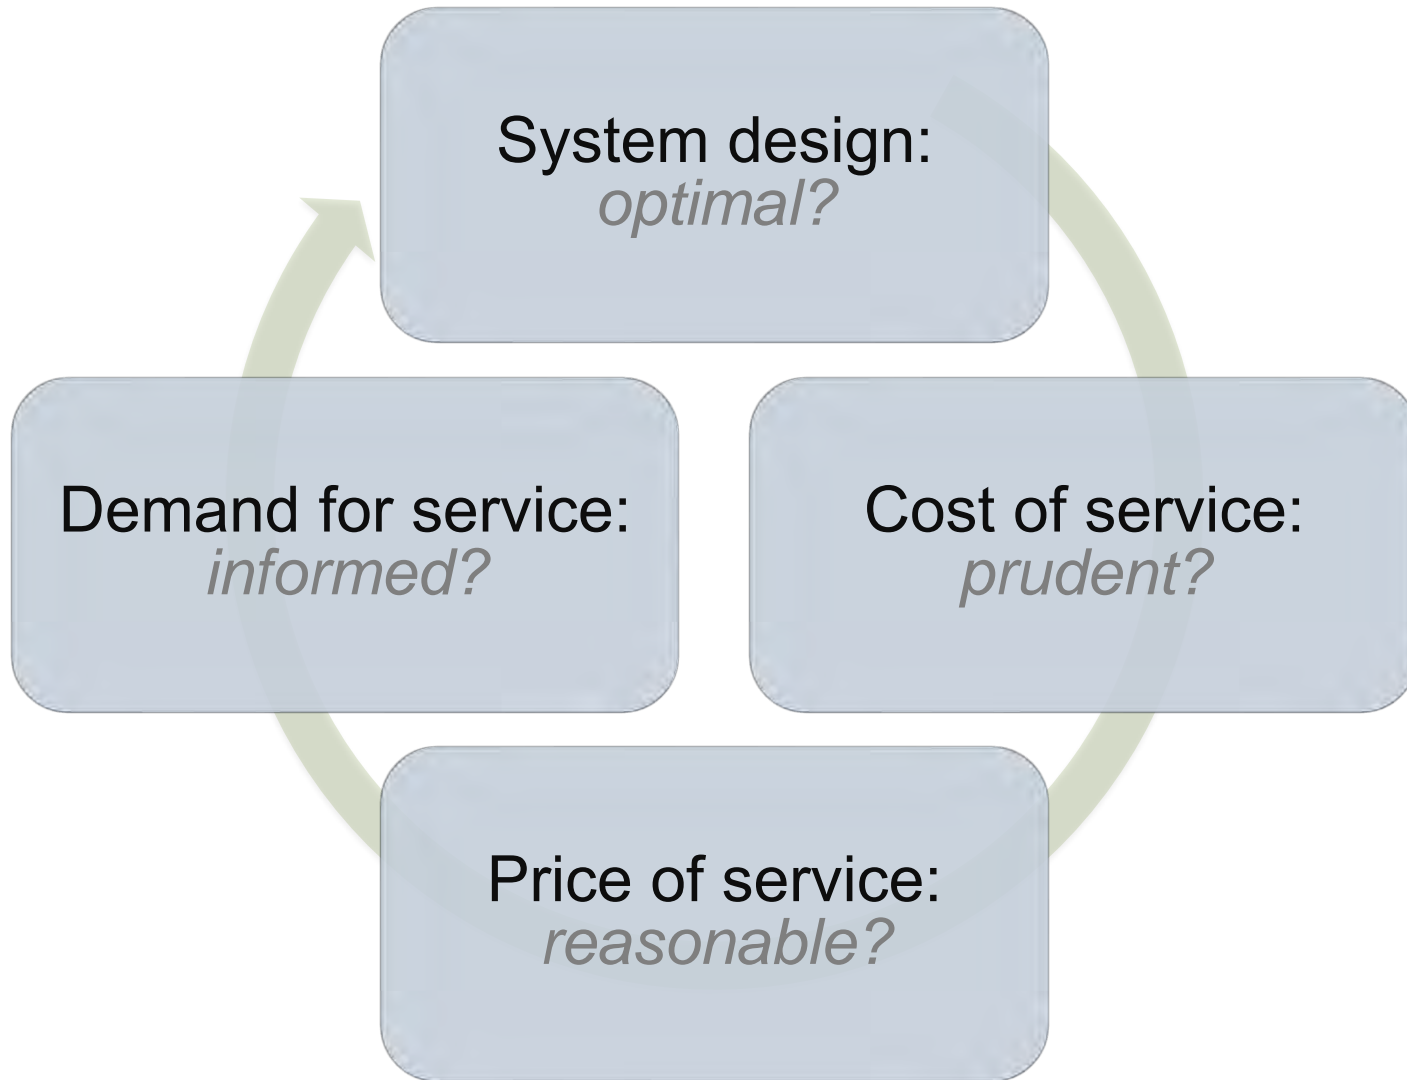 System design:
optimal?
Demand for service:
informed?
Cost of service:
prudent?
Price of service:
reasonable?